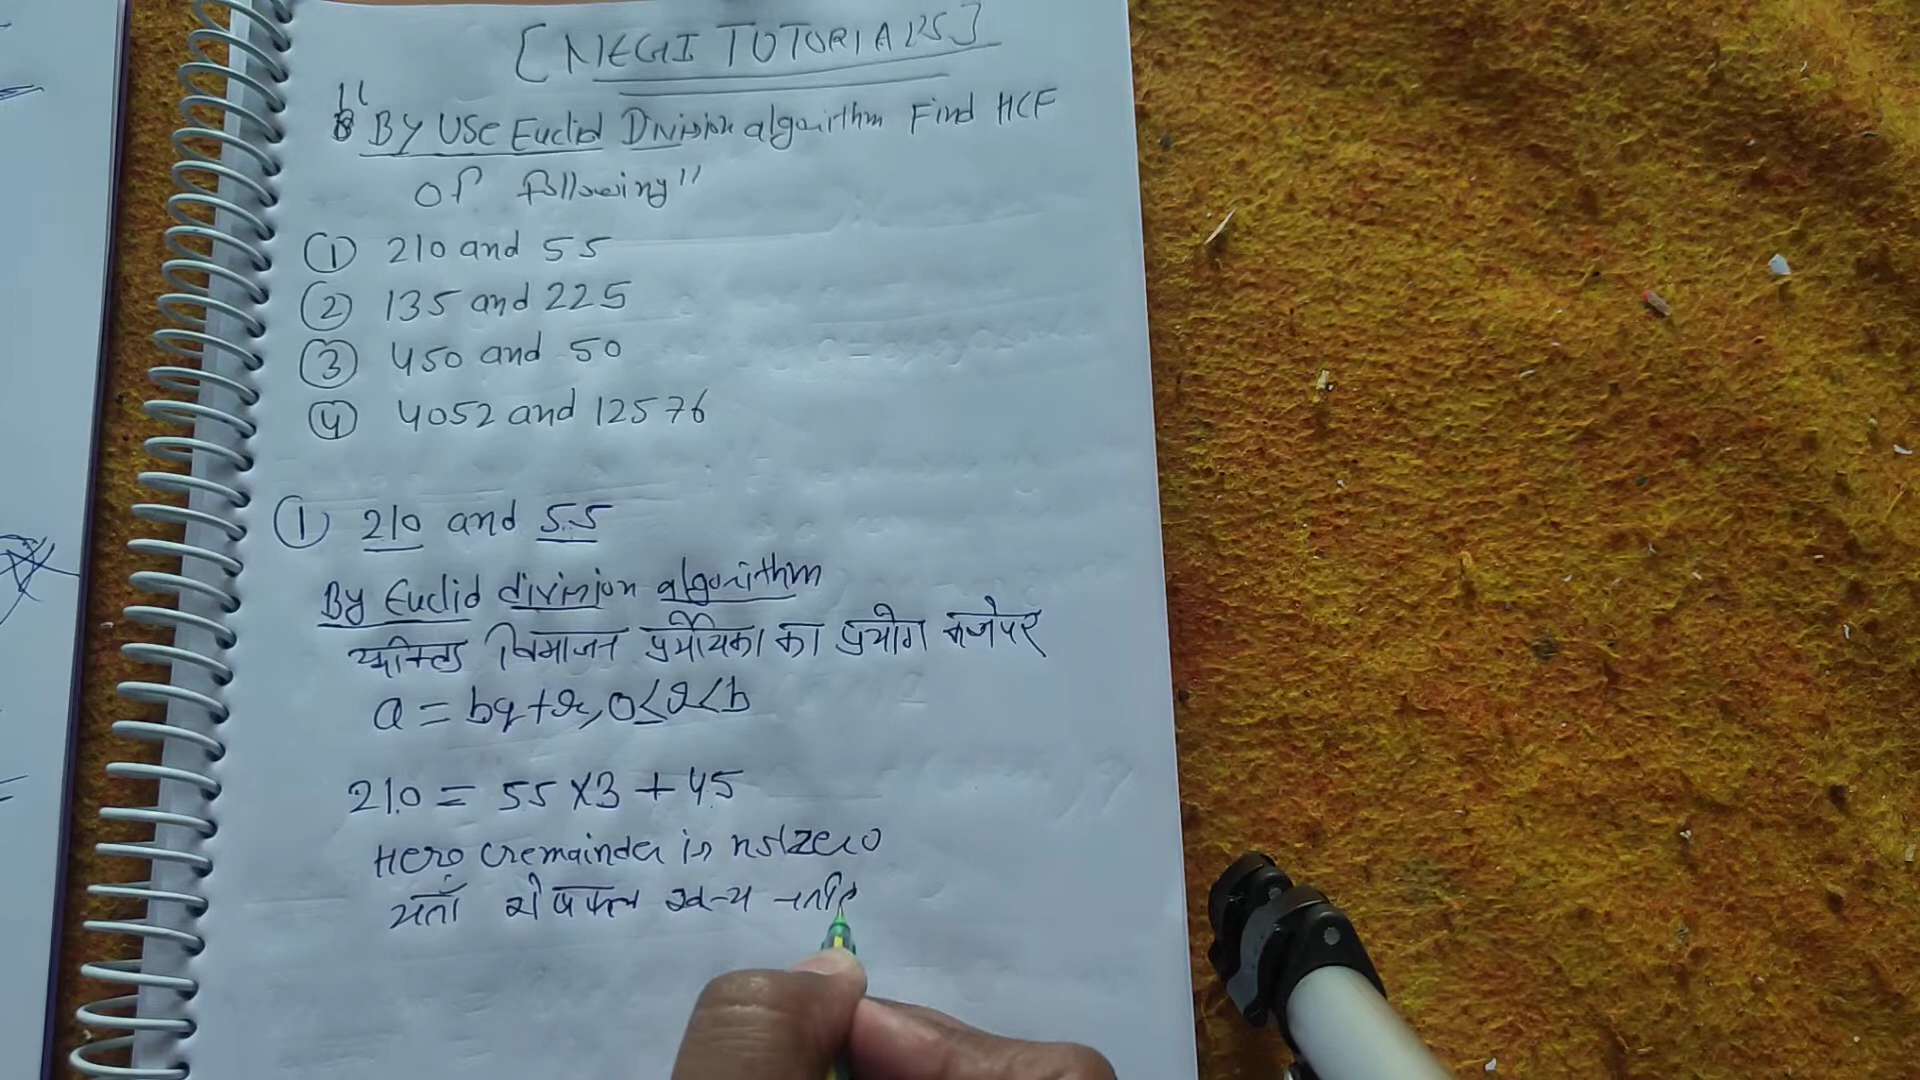 [NEGI TUTORIALS]
"BY USE Euclid Division algorithm Find HCF
of following"
① 210 and 55
② 135 and 225
③ 450 and 50
④ 4052 and 12576
① 210 and 55
By Euclid division algorithm
विभाजन का प्रयोग करनेपर
a = bq+r, 0≤r<b
210 = 55×3 + 45
Here remainder is not zero
यहाँ शेषफल शून्य नहीं